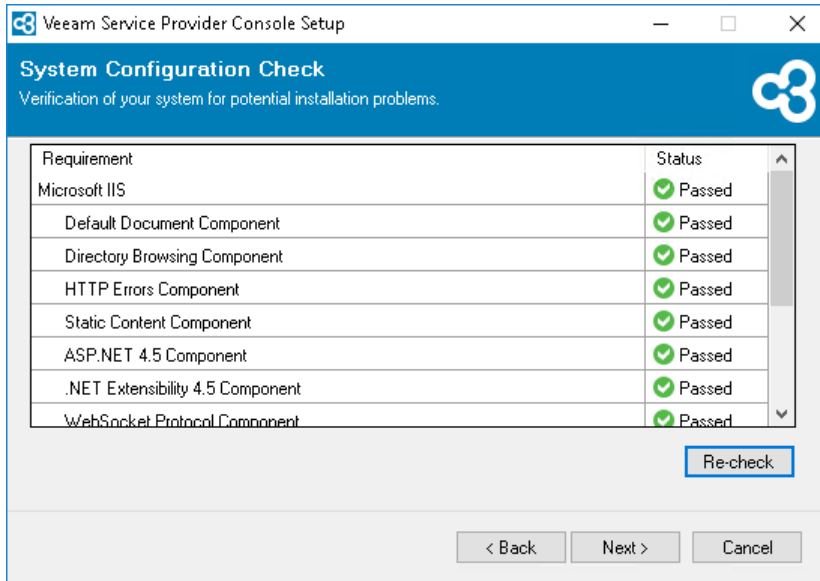 Veeam Service Provider Console Setup
System Configuration Check
Verification of your system for potential installation problems.
Requirement Status
Microsoft IIS Passed
Default Document Component Passed
Directory Browsing Component Passed
HTTP Errors Component Passed
Static Content Component Passed
ASP.NET 4.5 Component Passed
.NET Extensibility 4.5 Component Passed
WebSocket Protocol Component Passed
Re-check
< Back Next > Cancel